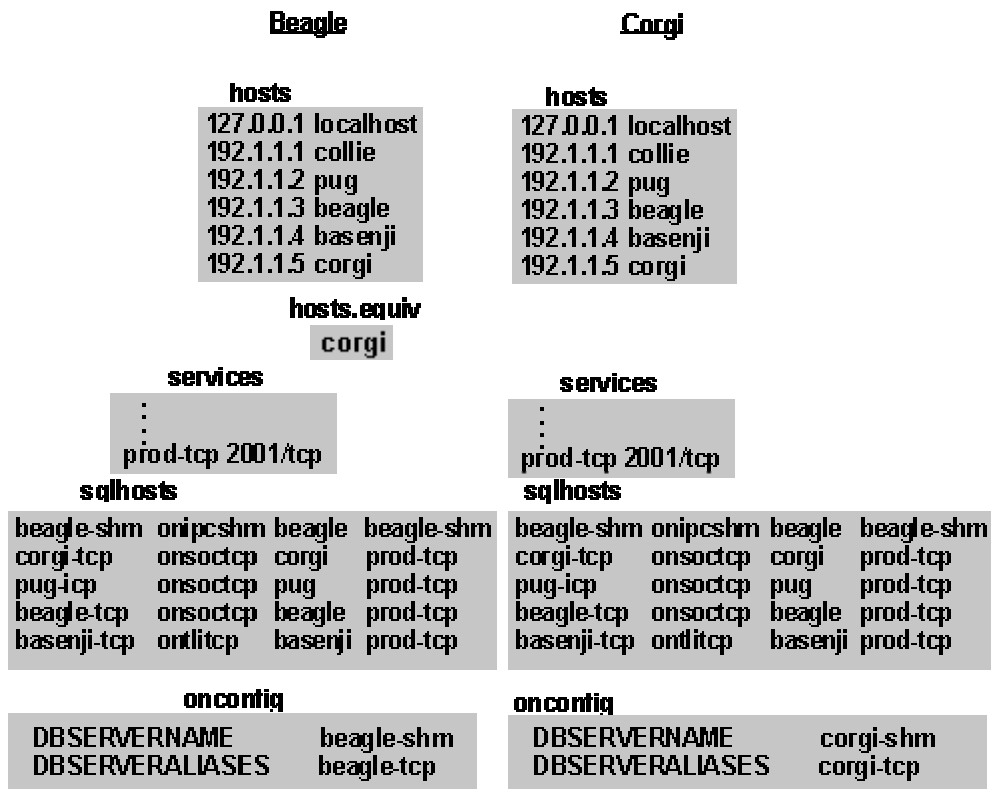 Beagle
hosts
127.0.0.1 localhost
192.1.1.1 collie
192.1.1.2 pug
192.1.1.3 beagle
192.1.1.4 basenji
192.1.1.5 corgi
hosts.equiv
corgi
services
prod-tcp 2001/tcp
sqlhosts
beagle-shm onipcshm beagle beagle-shm
corgi-tcp onsoctcp corgi prod-tcp
pug-icp onsoctcp pug prod-tcp
beagle-tcp onsoctcp beagle prod-tcp
basenji-tcp ontlitcp basenji prod-tcp
onconfig
DBSERVERNAME beagle-shm
DBSERVERALIASES beagle-tcp
Corgi
hosts
127.0.0.1 localhost
192.1.1.1 collie
192.1.1.2 pug
192.1.1.3 beagle
192.1.1.4 basenji
192.1.1.5 corgi
services
prod-tcp 2001/tcp
sqlhosts
beagle-shm onipcshm beagle beagle-shm
corgi-tcp onsoctcp corgi prod-tcp
pug-icp onsoctcp pug prod-tcp
beagle-tcp onsoctcp beagle prod-tcp
basenji-tcp ontlitcp basenji prod-tcp
onconfig
DBSERVERNAME corgi-shm
DBSERVERALIASES corgi-tcp